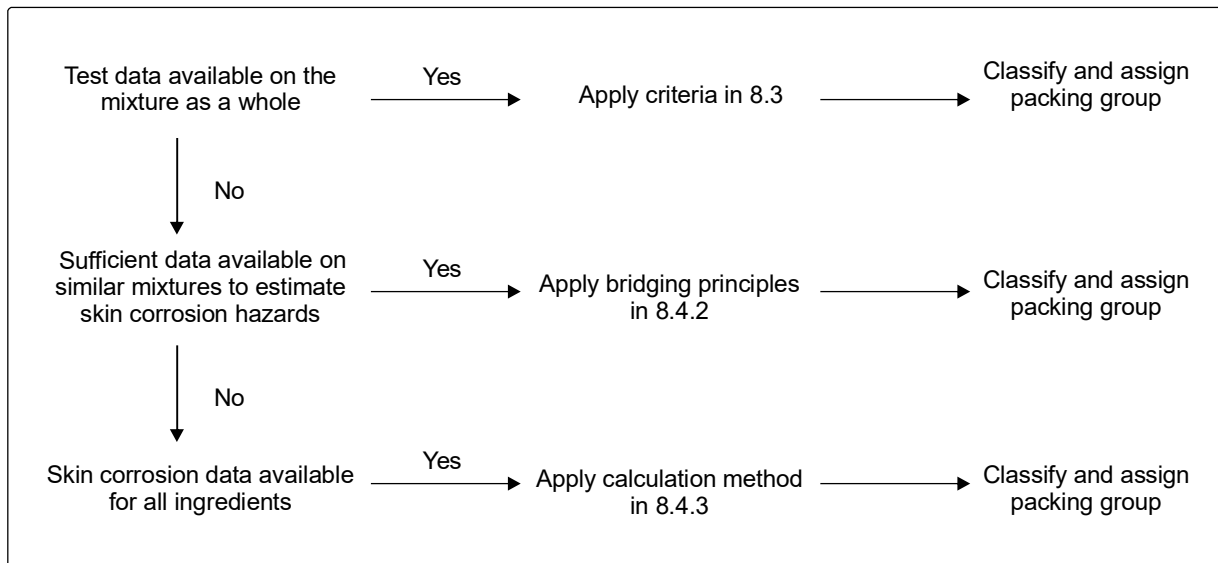 Test data available on the
mixture as a whole
Yes
Apply criteria in 8.3
Classify and assign
packing group
No
Sufficient data available on
similar mixtures to estimate
skin corrosion hazards
Yes
Apply bridging principles
in 8.4.2
Classify and assign
packing group
No
Skin corrosion data available
for all ingredients
Yes
Apply calculation method
in 8.4.3
Classify and assign
packing group